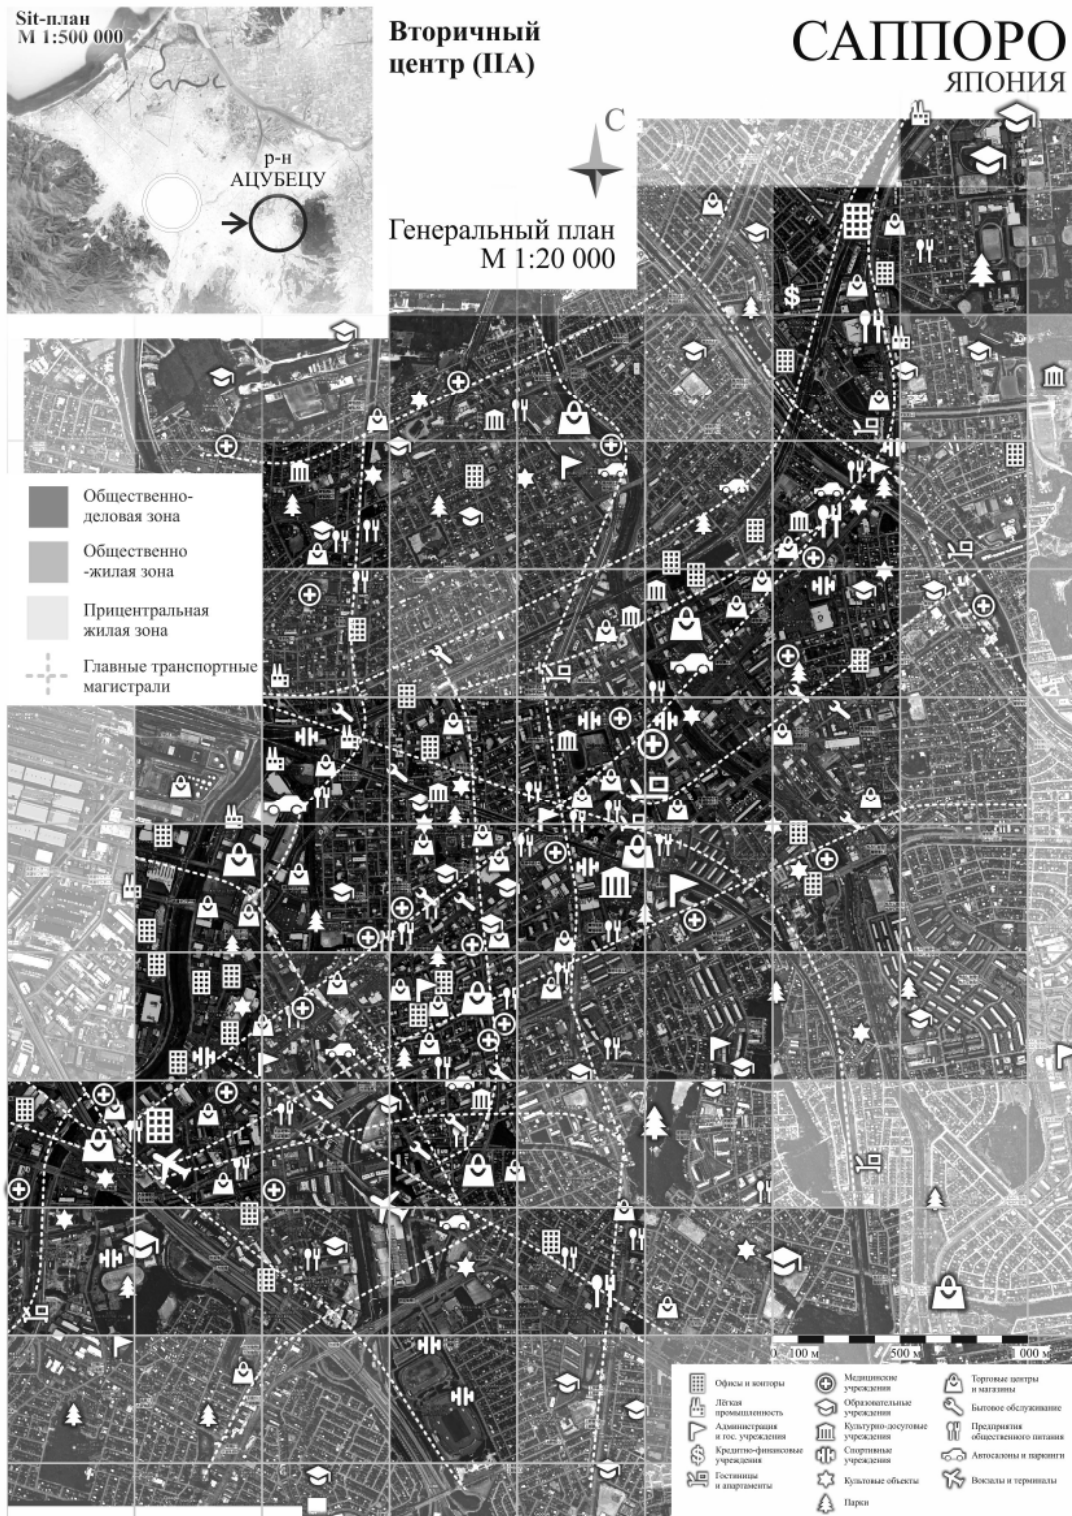 Sit-план
М 1:500 000
р-н
АЦУБЕЦУ
Вторичный
центр (IIA)
САППОРО
ЯПОНИЯ
С
Генеральный план
М 1:20 000
Общественно-
деловая зона
Общественно
-жилая зона
Прицентральная
жилая зона
Главные транспортные
магистрали
0 100 м 500 м 1 000 м
Офисы и конторы
Лёгкая
промышленность
Администрация
и гос. учреждения
Кредитно-финансовые
учреждения
Гостиницы
и апартаменты
Медицинские
учреждения
Образовательные
учреждения
Культурно-досуговые
учреждения
Спортивные
учреждения
Культовые объекты
Парки
Торговые центры
и магазины
Бытовое обслуживание
Предприятия
общественного питания
Автосалоны и паркинги
Вокзалы и терминалы